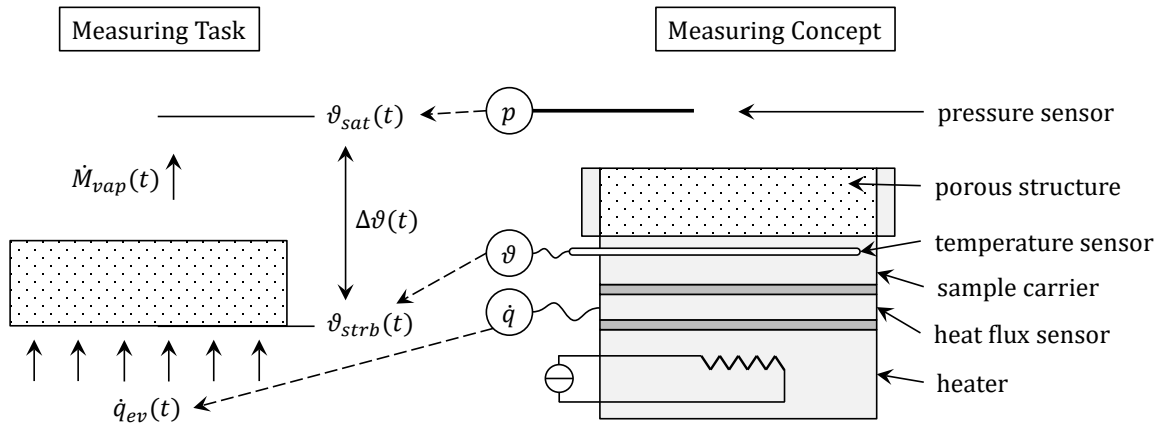 Measuring Task
Measuring Concept
ϑ_sat(t)
p
pressure sensor
Ṁ_vap(t)
porous structure
Δϑ(t)
ϑ
temperature sensor
sample carrier
ϑ_strb(t)
q̇
heat flux sensor
heater
q̇_ev(t)